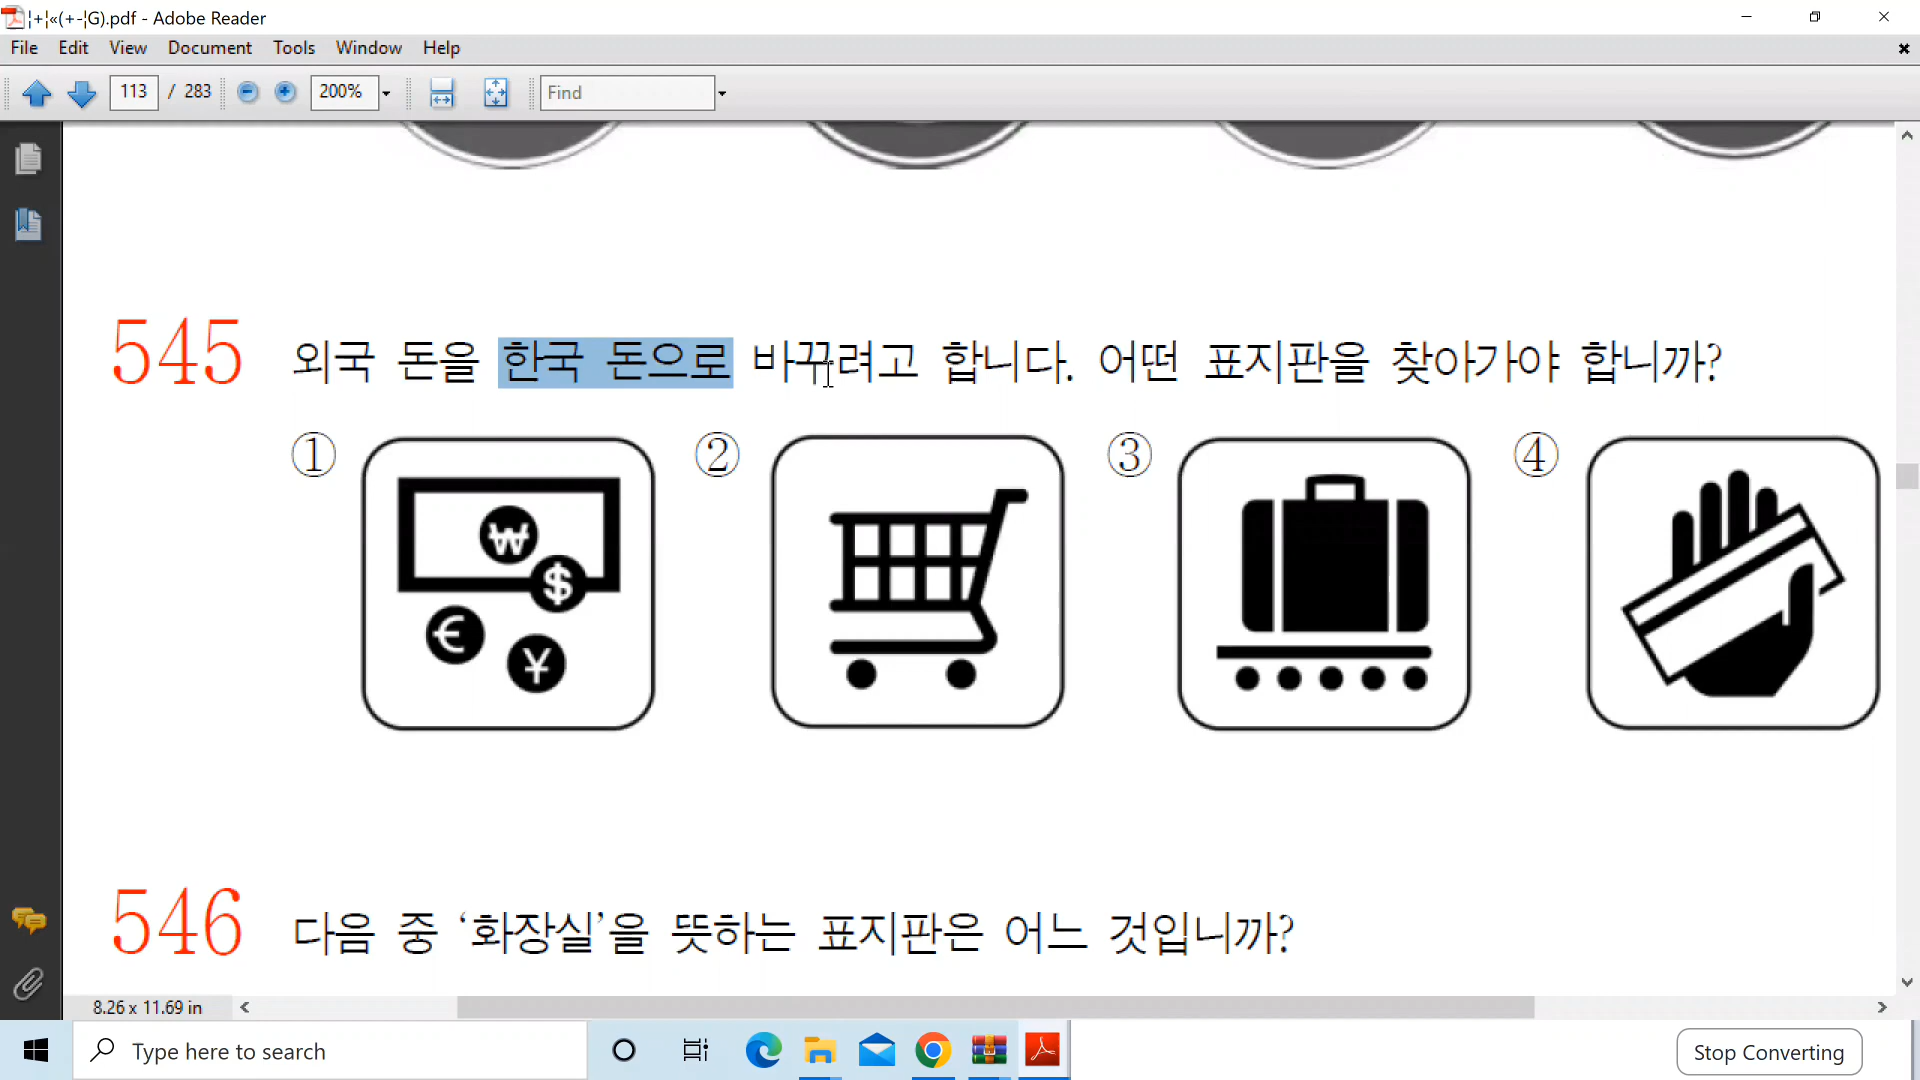 ¦+¦«(+-¦G).pdf - Adobe Reader
File Edit View Document Tools Window Help
113 / 283 200% Find
545 외국 돈을 한국 돈으로 바꾸려고 합니다. 어떤 표지판을 찾아가야 합니까?
① ② ③ ④
₩
$
€
¥
546 다음 중 ‘화장실’을 뜻하는 표지판은 어느 것입니까?
8.26 x 11.69 in
Type here to search
Stop Converting